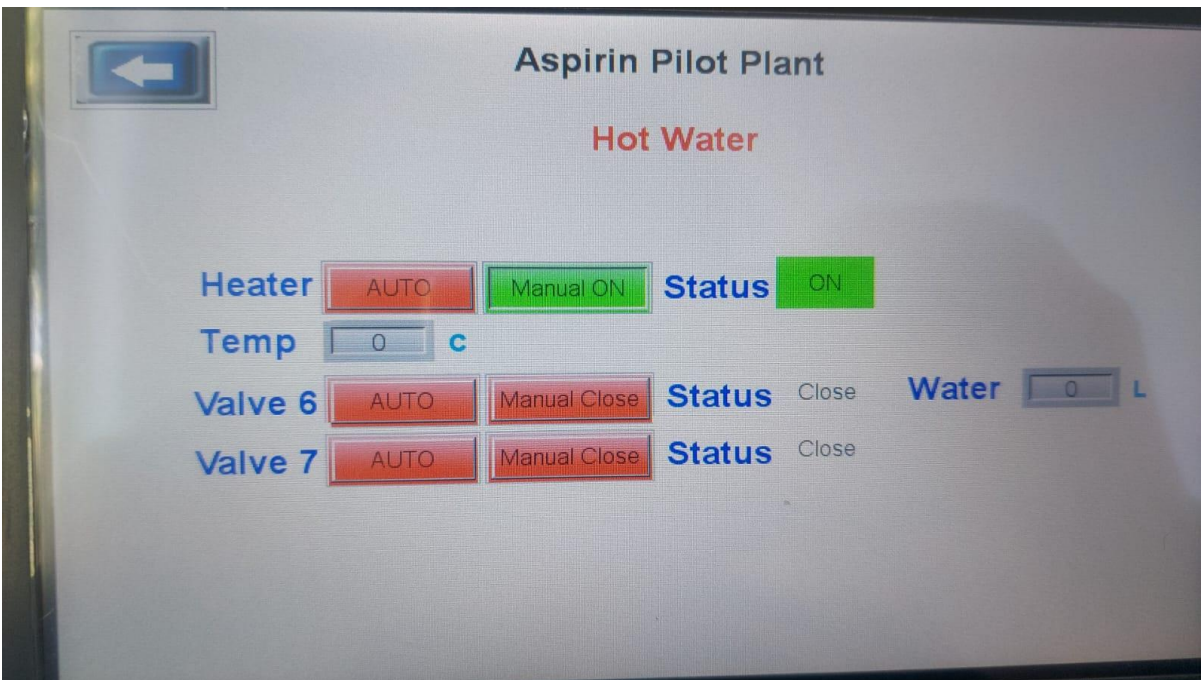 Aspirin Pilot Plant
Hot Water
Heater AUTO Manual ON Status ON
Temp 0 C
Valve 6 AUTO Manual Close Status Close Water 0 L
Valve 7 AUTO Manual Close Status Close